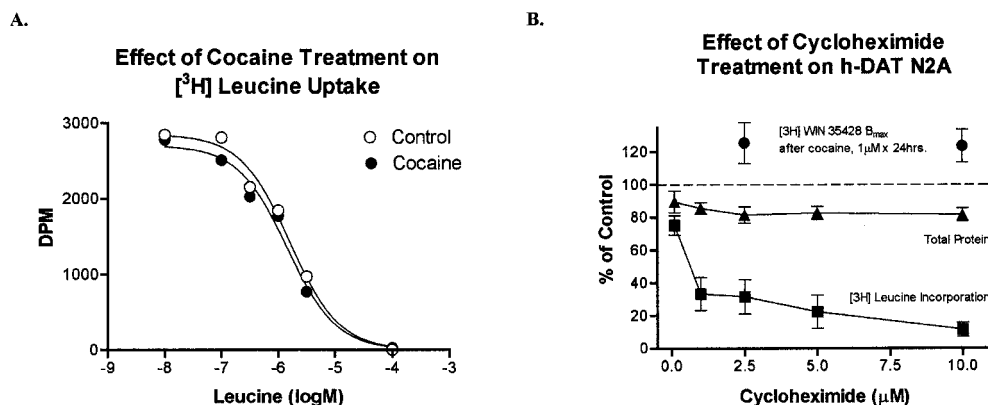 A.
Effect of Cocaine Treatment on
[³H] Leucine Uptake
3000
2000
1000
0
DPM
Control
Cocaine
-9 -8 -7 -6 -5 -4 -3
Leucine (logM)
B.
Effect of Cycloheximide
Treatment on h-DAT N2A
120
100
80
60
40
20
0
% of Control
[3H] WIN 35428 Bmax
after cocaine, 1μM x 24hrs.
Total Protein
[3H] Leucine Incorporation
0.0 2.5 5.0 7.5 10.0
Cycloheximide (μM)